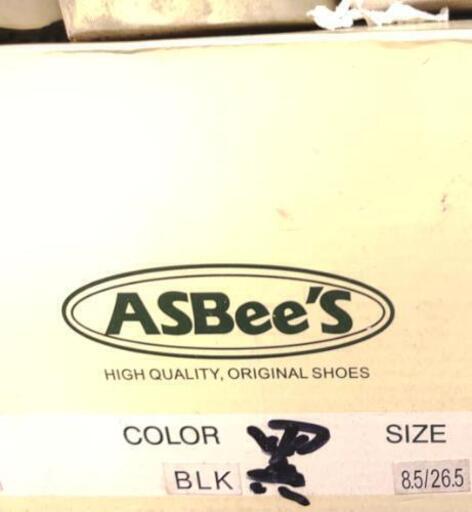 ASBee'S
HIGH QUALITY, ORIGINAL SHOES
COLOR 黒 SIZE
BLK 8.5/26.5